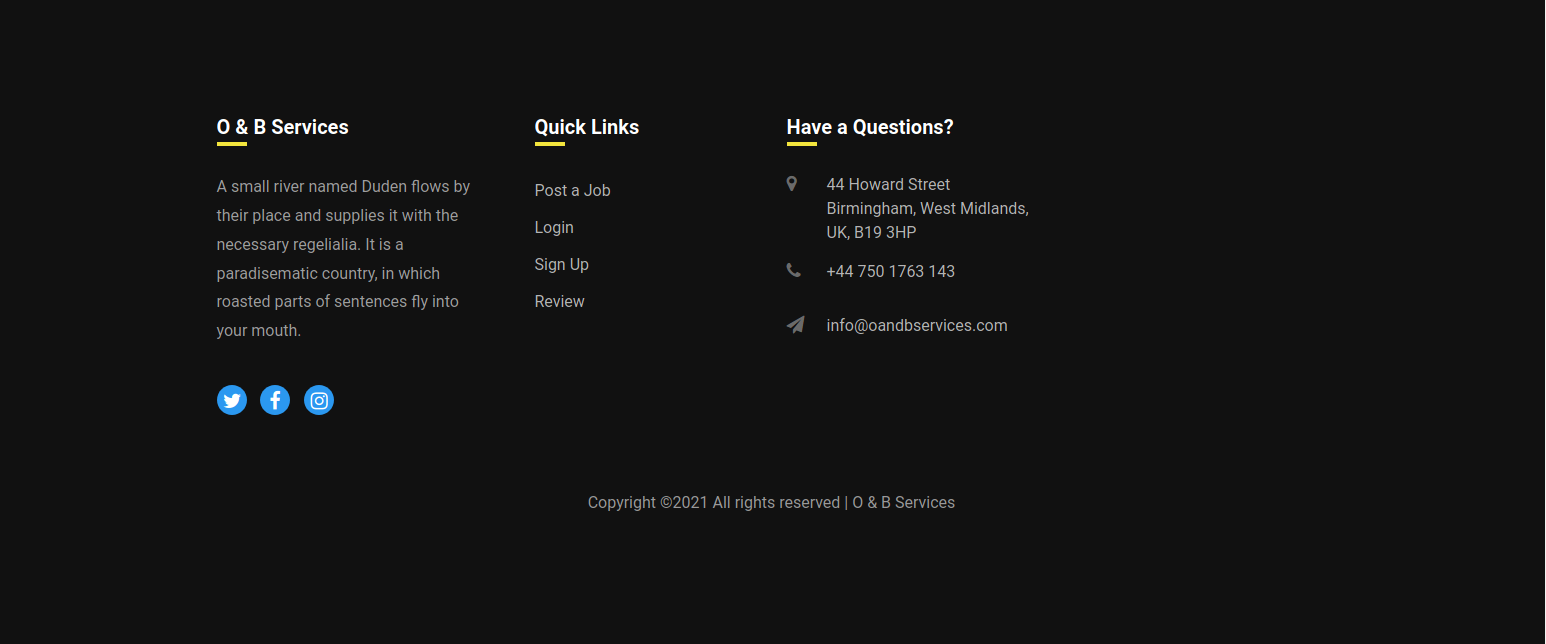 O & B Services
A small river named Duden flows by
their place and supplies it with the
necessary regelialia. It is a
paradisematic country, in which
roasted parts of sentences fly into
your mouth.
Quick Links
Post a Job
Login
Sign Up
Review
Have a Questions?
44 Howard Street
Birmingham, West Midlands,
UK, B19 3HP
+44 750 1763 143
info@oandbservices.com
Copyright ©2021 All rights reserved | O & B Services